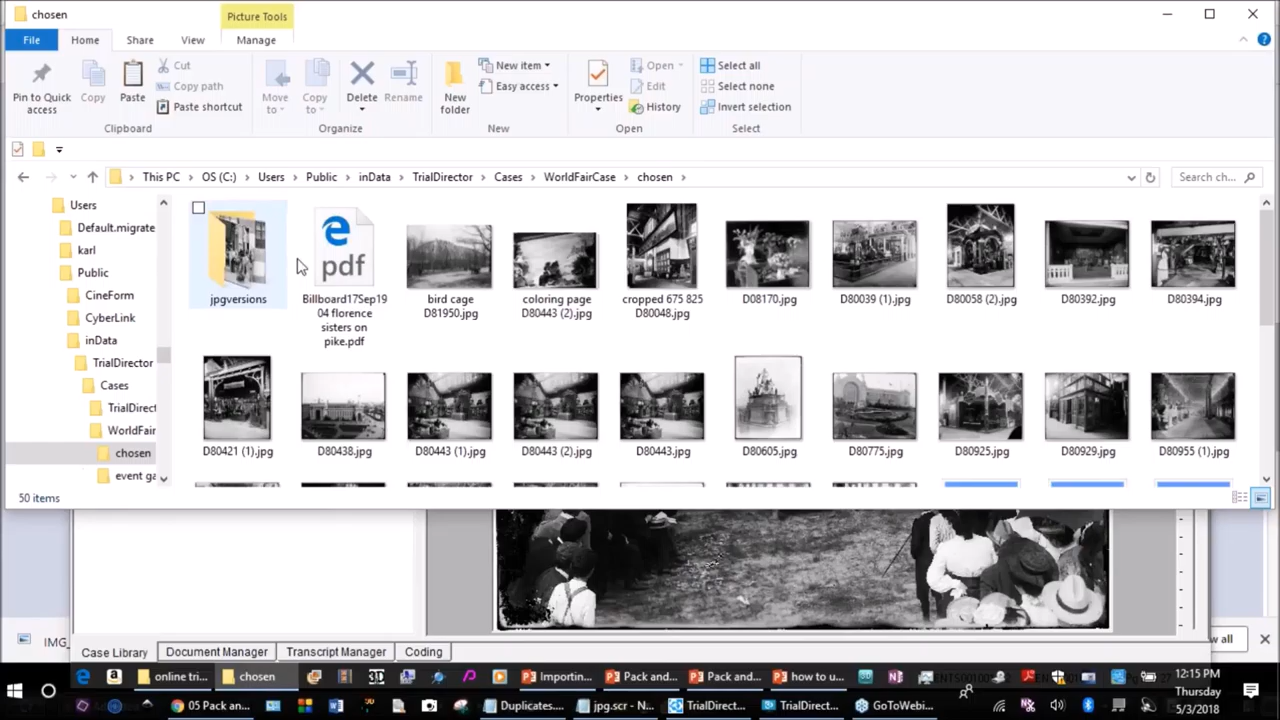 chosen
Picture Tools
File Home Share View Manage
Pin to Quick access
Copy
Paste
Cut
Copy path
Paste shortcut
Clipboard
Move to
Copy to
Delete
Rename
Organize
New folder
New item
Easy access
New
Properties
Open
Edit
History
Open
Select all
Select none
Invert selection
Select
This PC > OS (C:) > Users > Public > inData > TrialDirector > Cases > WorldFairCase > chosen >
Search ch...
Users
Default.migrate
karl
Public
CineForm
CyberLink
inData
TrialDirector
Cases
TrialDirect
WorldFair
chosen
event ga
jpgversions
pdf
Billboard17Sep19
04 florence
sisters on
pike.pdf
bird cage
D81950.jpg
coloring page
D80443 (2).jpg
cropped 675 825
D80048.jpg
D08170.jpg
D80039 (1).jpg
D80058 (2).jpg
D80392.jpg
D80394.jpg
D80421 (1).jpg
D80438.jpg
D80443 (1).jpg
D80443 (2).jpg
D80443.jpg
D80605.jpg
D80775.jpg
D80925.jpg
D80929.jpg
D80955 (1).jpg
50 items
IMG_
w all
Case Library Document Manager Transcript Manager Coding
online tri...
chosen
Importin...
Pack and...
Pack and...
how to u...
12:15 PM
Thursday
5/3/2018
05 Pack an...
Duplicates...
jpg.scr - N...
TrialDirect...
TrialDirect...
GoToWebi...